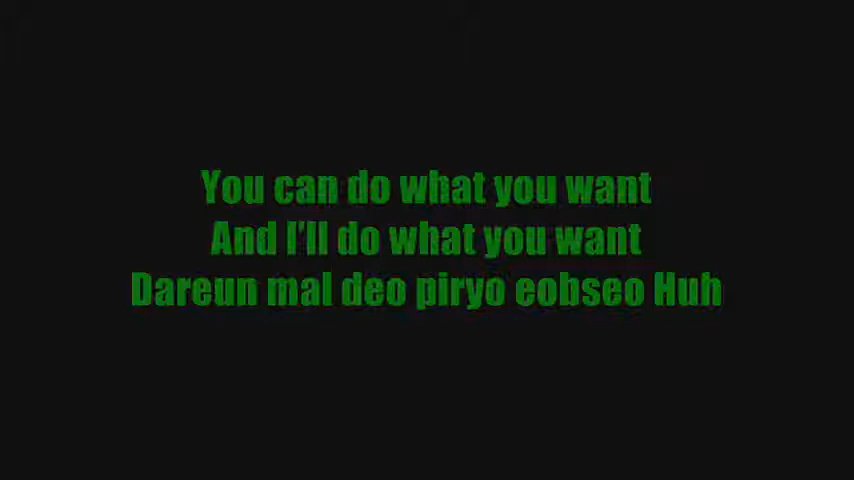 You can do what you want
And I'll do what you want
Dareun mal deo piryo eobseo Huh